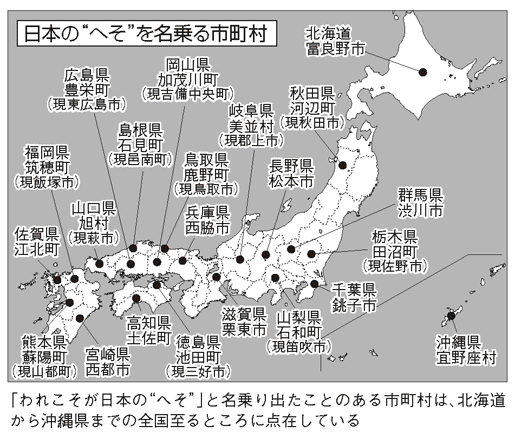 日本の“へそ”を名乗る市町村
北海道
富良野市
岡山県
加茂川町
(現吉備中央町)
広島県
豊栄町
(現東広島市)
秋田県
河辺町
(現秋田市)
岐阜県
美並村
(現郡上市)
島根県
石見町
(現邑南町)
福岡県
筑穂町
(現飯塚市)
鳥取県
鹿野町
(現鳥取市)
長野県
松本市
群馬県
渋川市
山口県
旭村
(現萩市)
兵庫県
西脇市
佐賀県
江北町
栃木県
田沼町
(現佐野市)
千葉県
銚子市
滋賀県
栗東市
山梨県
石和町
(現笛吹市)
高知県
土佐町
徳島県
池田町
(現三好市)
熊本県
蘇陽町
(現山都町)
宮崎県
西都市
沖縄県
宜野座村
「われこそが日本の“へそ”」と名乗り出たことのある市町村は、北海道
から沖縄県までの全国至るところに点在している